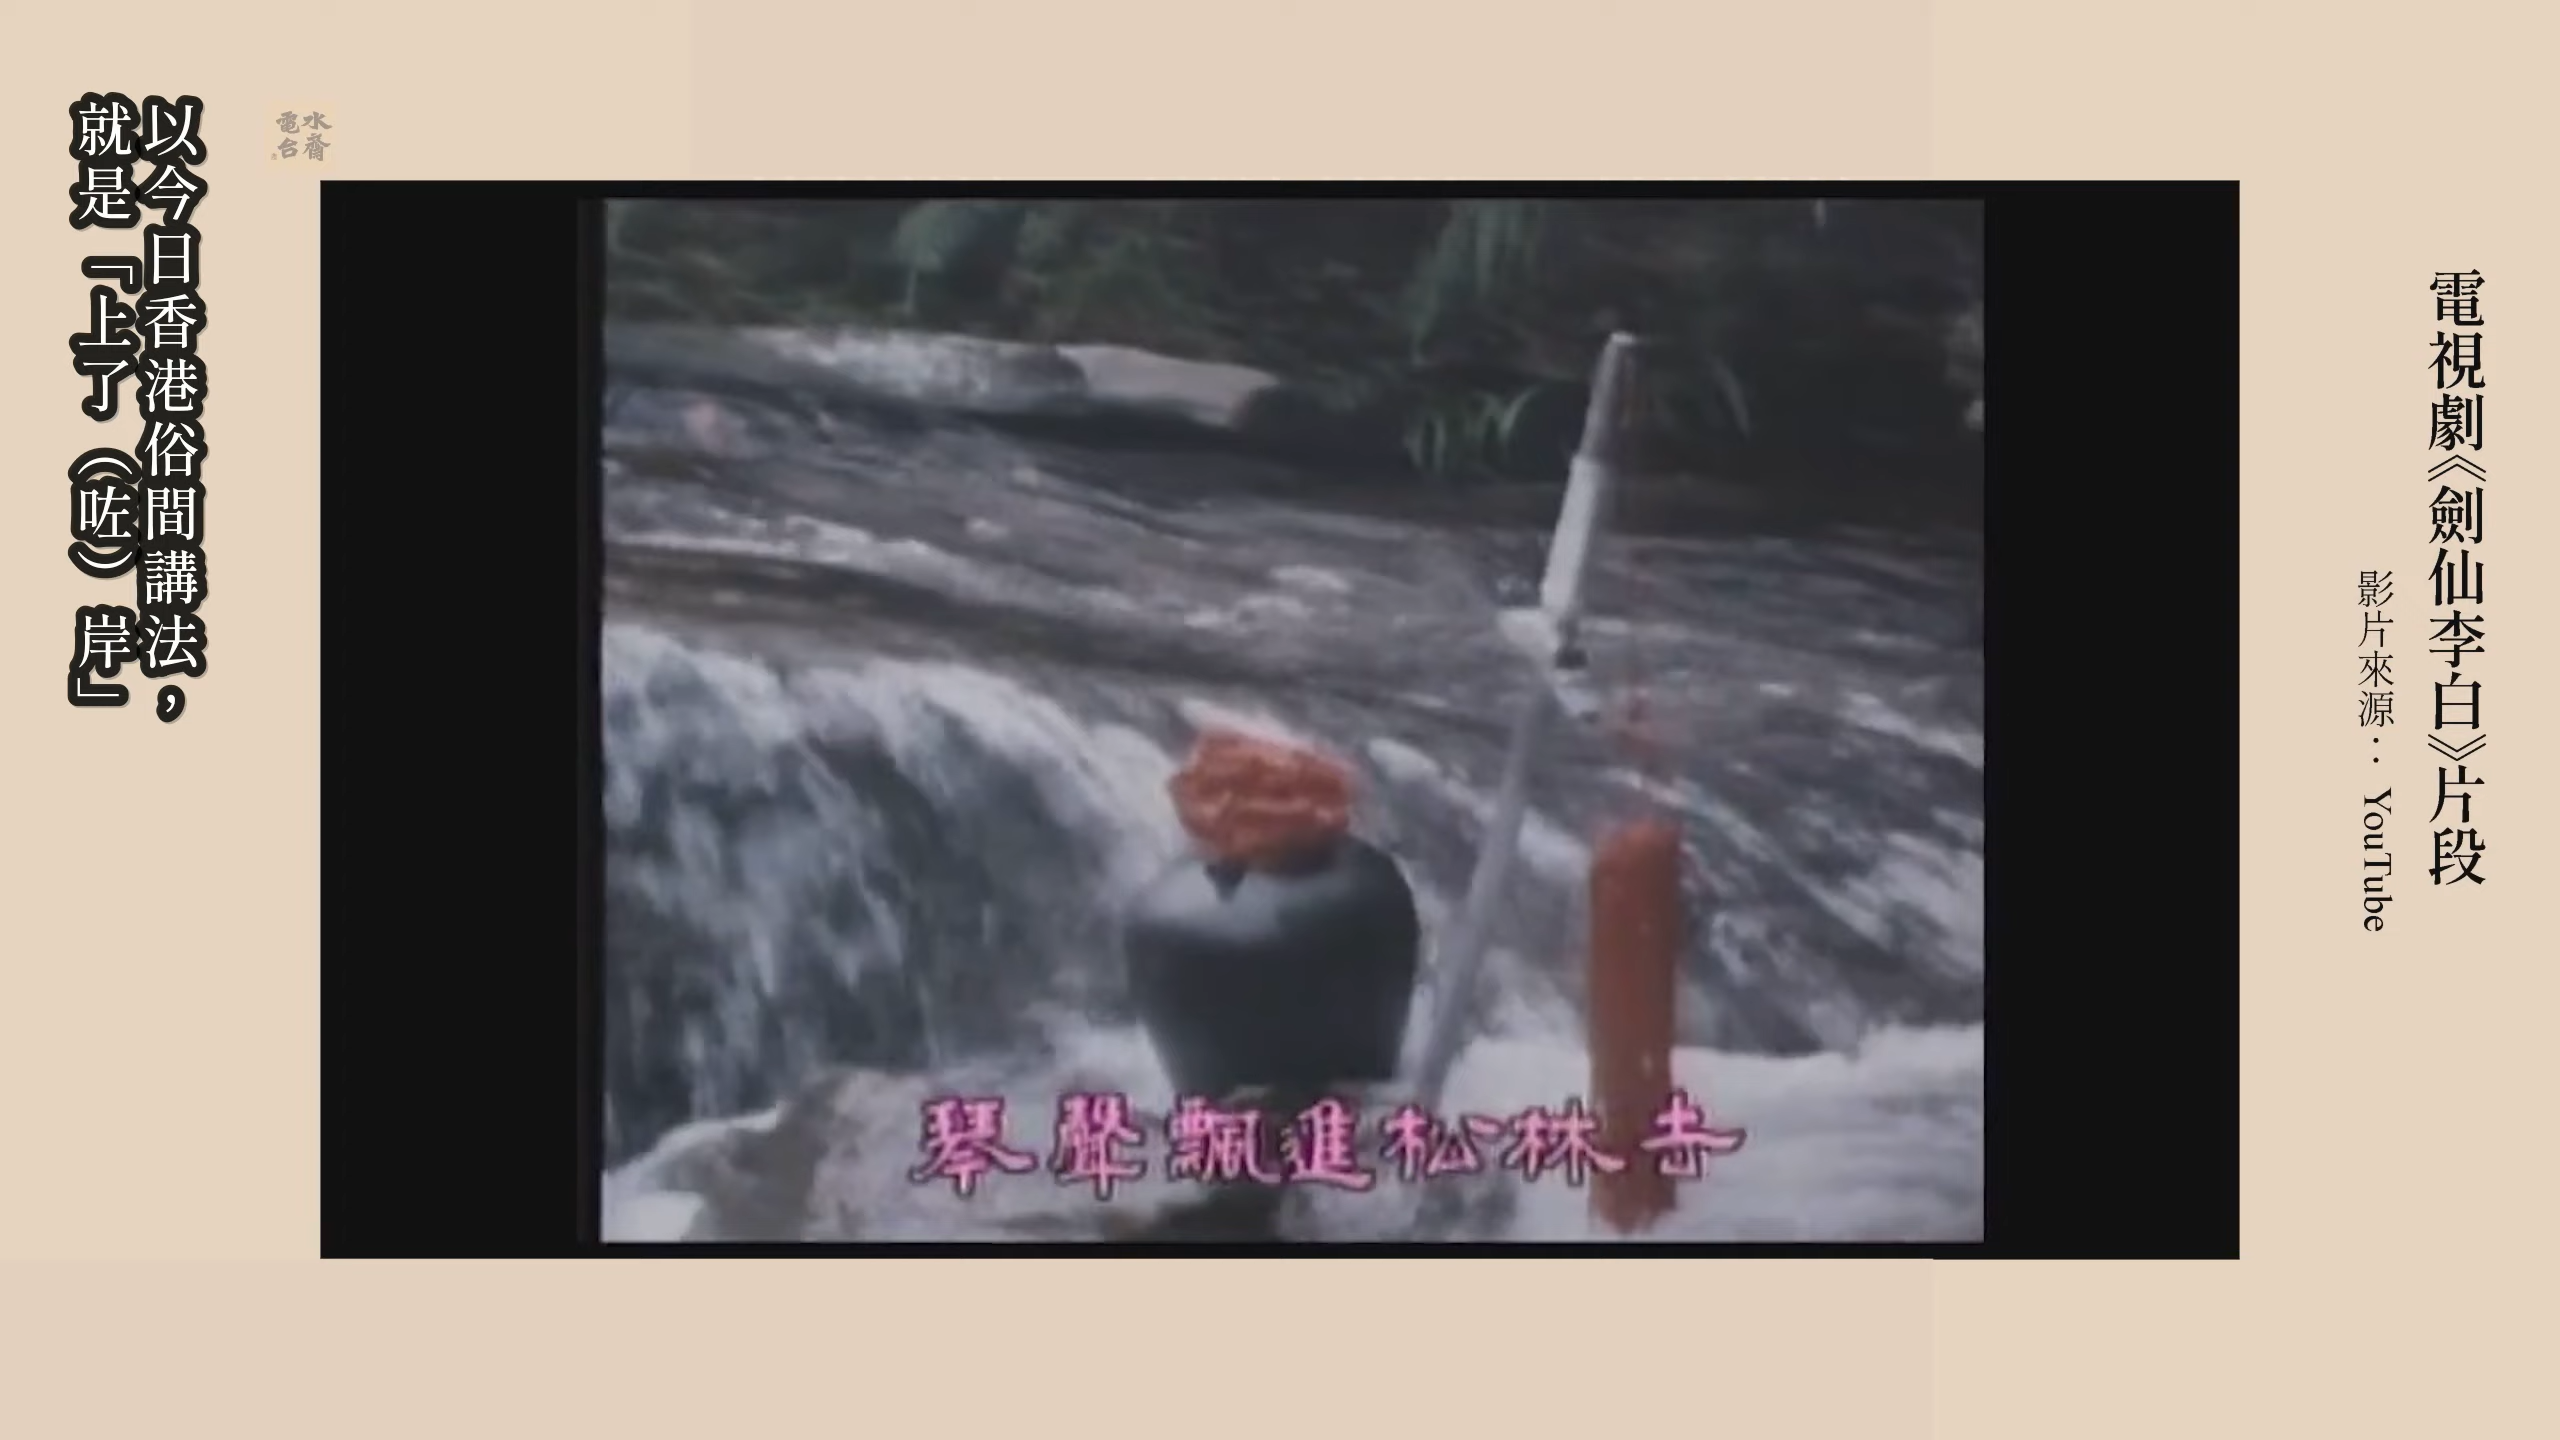 電視劇《劍仙李白》片段
影片來源：YouTube
水齋
電台
以今日香港俗間講法，
就是「上了（咗）岸」
琴聲飄進松林寺